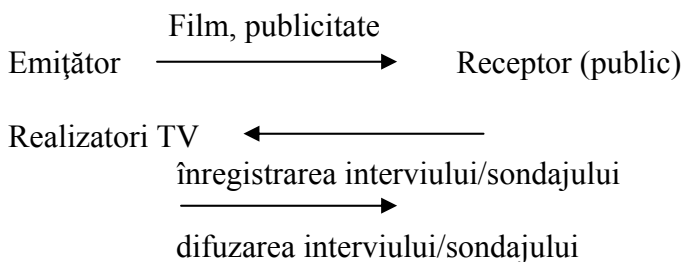 Film, publicitate
Emiţător Receptor (public)
Realizatori TV
înregistrarea interviului/sondajului
difuzarea interviului/sondajului